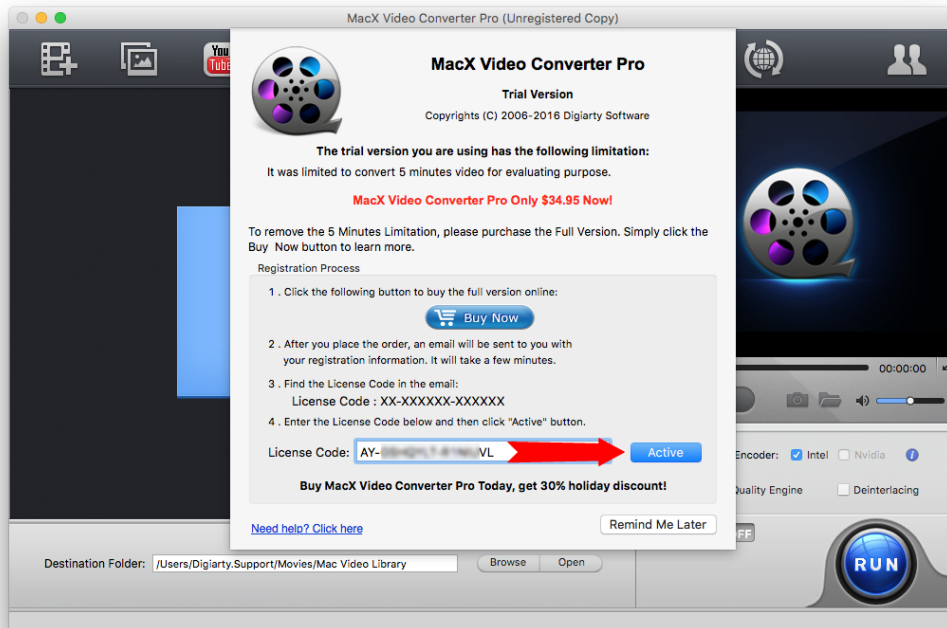 MacX Video Converter Pro (Unregistered Copy)
You
Tube
MacX Video Converter Pro
Trial Version
Copyrights (C) 2006-2016 Digiarty Software
The trial version you are using has the following limitation:
It was limited to convert 5 minutes video for evaluating purpose.
MacX Video Converter Pro Only $34.95 Now!
To remove the 5 Minutes Limitation, please purchase the Full Version. Simply click the
Buy Now button to learn more.
Registration Process
1 . Click the following button to buy the full version online:
Buy Now
2 . After you place the order, an email will be sent to you with
your registration information. It will take a few minutes.
3 . Find the License Code in the email:
License Code : XX-XXXXXX-XXXXXX
4 . Enter the License Code below and then click "Active" button.
License Code: AY- VL Active
Buy MacX Video Converter Pro Today, get 30% holiday discount!
Need help? Click here
Remind Me Later
00:00:00
Encoder: Intel Nvidia i
Quality Engine Deinterlacing
FF
Destination Folder: /Users/Digiarty.Support/Movies/Mac Video Library Browse Open
RUN